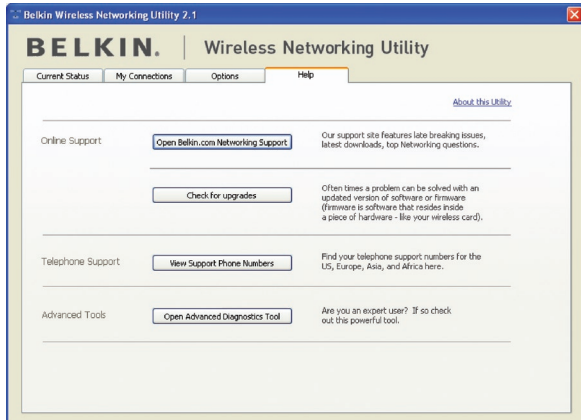 Belkin Wireless Networking Utility 2.1
BELKIN. | Wireless Networking Utility
Current Status
My Connections
Options
Help
About this Utility
Online Support
Open Belkin.com Networking Support
Our support site features late breaking issues,
latest downloads, top Networking questions.
Check for upgrades
Often times a problem can be solved with an
updated version of software or firmware
(firmware is software that resides inside
a piece of hardware - like your wireless card).
Telephone Support
View Support Phone Numbers
Find your telephone support numbers for the
US, Europe, Asia, and Africa here.
Advanced Tools
Open Advanced Diagnostics Tool
Are you an expert user? If so check
out this powerful tool.